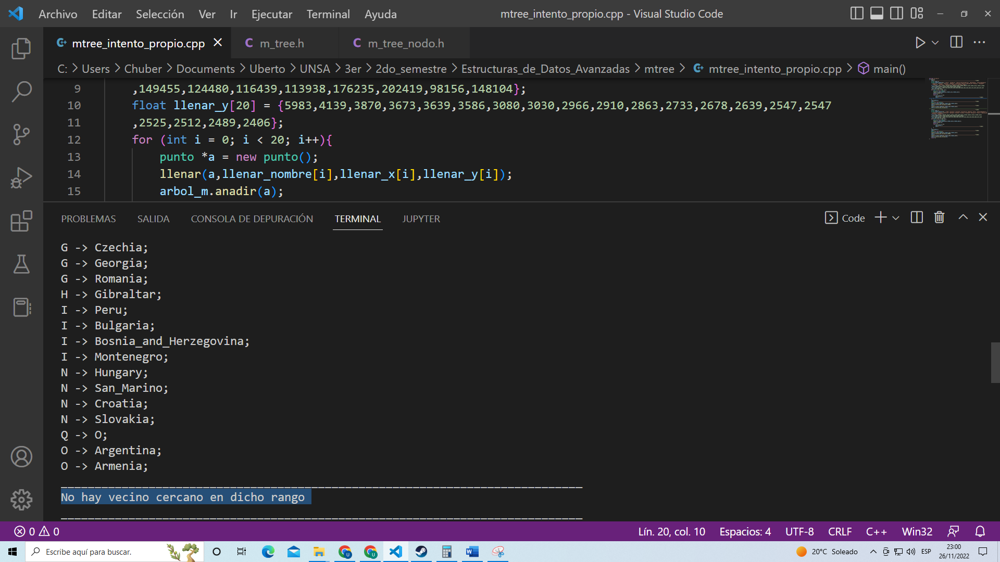 Archivo Editar Selección Ver Ir Ejecutar Terminal Ayuda
mtree_intento_propio.cpp - Visual Studio Code
mtree_intento_propio.cpp m_tree.h m_tree_nodo.h
C: > Users > Chuber > Documents > Uberto > UNSA > 3er > 2do_semestre > Estructuras_de_Datos_Avanzadas > mtree > mtree_intento_propio.cpp > main()
9 ,149455,124480,116439,113938,176235,202419,98156,148104};
10 float llenar_y[20] = {5983,4139,3870,3673,3639,3586,3080,3030,2966,2910,2863,2733,2678,2639,2547,2547
11 ,2525,2512,2489,2406};
12 for (int i = 0; i < 20; i++){
13 punto *a = new punto();
14 llenar(a,llenar_nombre[i],llenar_x[i],llenar_y[i]);
15 arbol_m.anadir(a);
PROBLEMAS SALIDA CONSOLA DE DEPURACIÓN TERMINAL JUPYTER
Code
G -> Czechia;
G -> Georgia;
G -> Romania;
H -> Gibraltar;
I -> Peru;
I -> Bulgaria;
I -> Bosnia_and_Herzegovina;
I -> Montenegro;
N -> Hungary;
N -> San_Marino;
N -> Croatia;
N -> Slovakia;
Q -> O;
O -> Argentina;
O -> Armenia;
No hay vecino cercano en dicho rango
0 0
Lín. 20, col. 10 Espacios: 4 UTF-8 CRLF C++ Win32
Escribe aquí para buscar.
20°C Soleado
ESP
23:00
26/11/2022